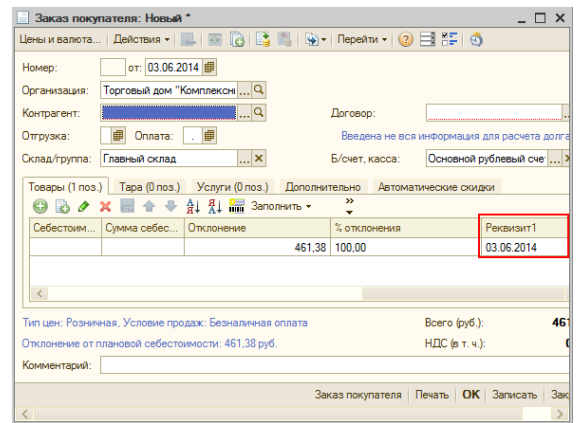 Заказ покупателя: Новый *
Цены и валюта... Действия Перейти
Номер: от: 03.06.2014
Организация: Торговый дом "Комплексн ...
Контрагент: ... Договор:
Отгрузка: Оплата: . Введена не вся информация для расчета долга
Склад/группа: Главный склад ... Б/счет, касса: Основной рублевый счет ...
Товары (1 поз.) Тара (0 поз.) Услуги (0 поз.) Дополнительно Автоматические скидки
Заполнить
Себестоим... Сумма себес... Отклонение % отклонения Реквизит1
461,38 100,00 03.06.2014
Тип цен: Розничная, Условие продаж: Безналичная оплата Всего (руб.): 461
Отклонение от плановой себестоимости: 461,38 руб. НДС (в т. ч.):
Комментарий:
Заказ покупателя Печать OK Записать Зак